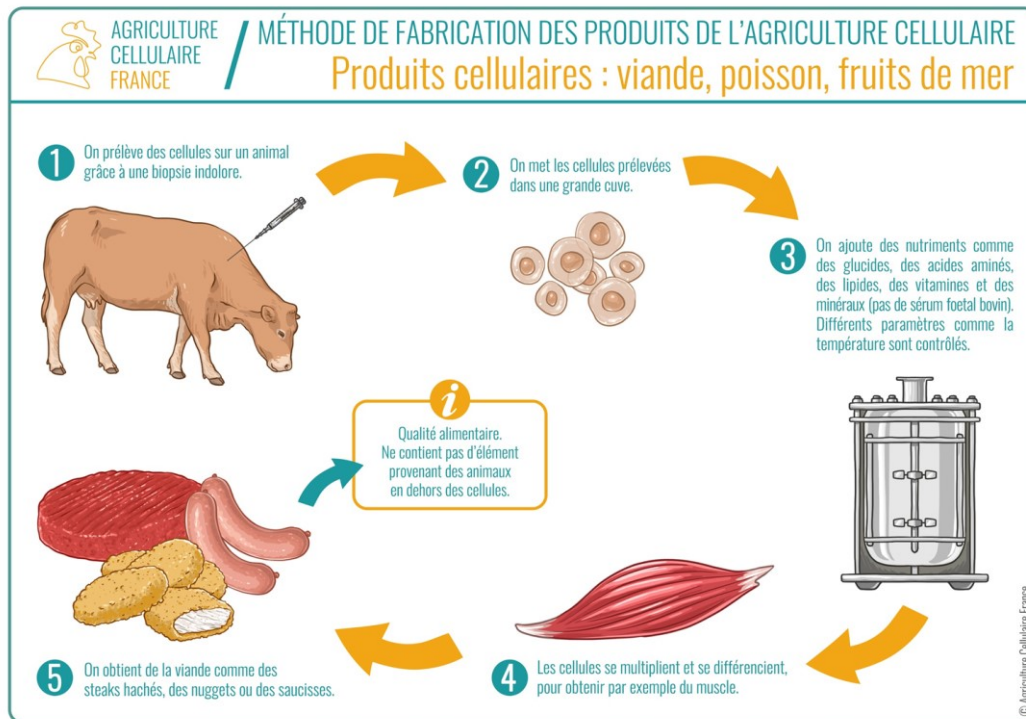 AGRICULTURE
CELLULAIRE
FRANCE
MÉTHODE DE FABRICATION DES PRODUITS DE L'AGRICULTURE CELLULAIRE
Produits cellulaires : viande, poisson, fruits de mer
1
On prélève des cellules sur un animal
grâce à une biopsie indolore.
2
On met les cellules prélevées
dans une grande cuve.
3
On ajoute des nutriments comme
des glucides, des acides aminés,
des lipides, des vitamines et des
minéraux (pas de sérum foetal bovin).
Différents paramètres comme la
température sont contrôlés.
i
Qualité alimentaire.
Ne contient pas d'élément
provenant des animaux
en dehors des cellules.
4
Les cellules se multiplient et se différencient,
pour obtenir par exemple du muscle.
5
On obtient de la viande comme des
steaks hachés, des nuggets ou des saucisses.
© Agriculture Cellulaire France